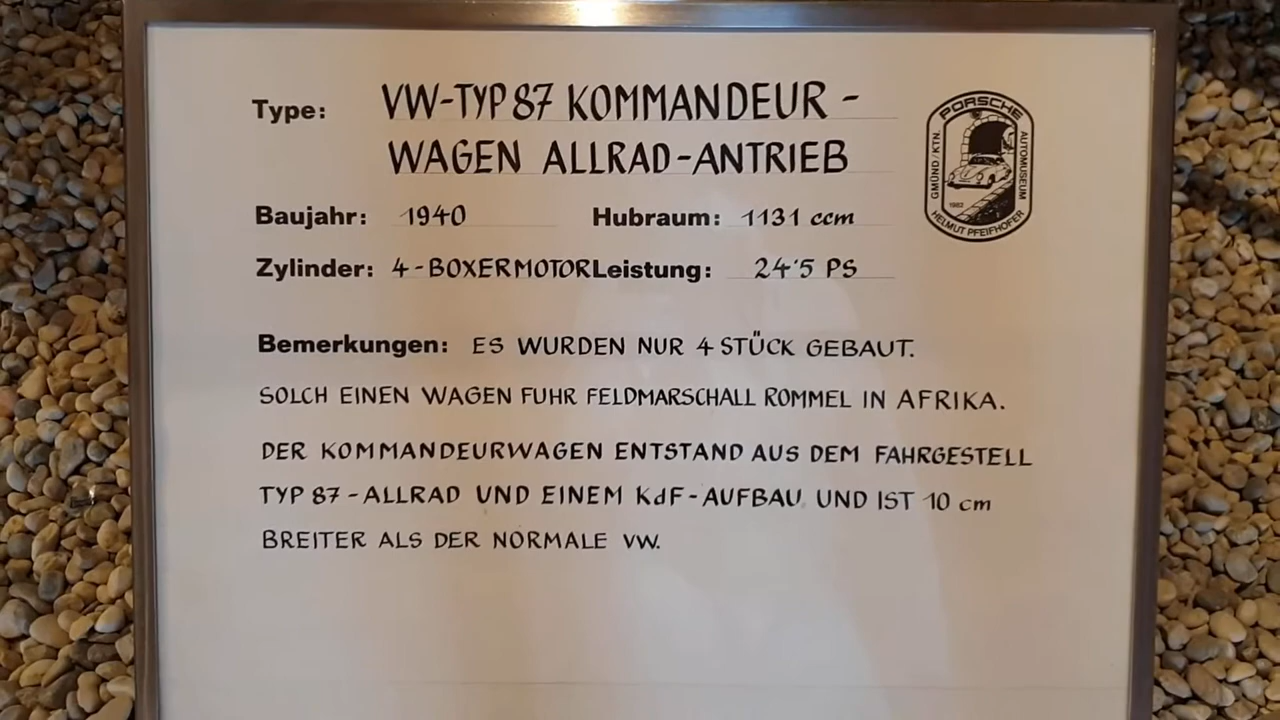 Type: VW-TYP 87 KOMMANDEUR-
WAGEN ALLRAD-ANTRIEB
Baujahr: 1940 Hubraum: 1131 ccm
Zylinder: 4-BOXERMOTOR Leistung: 24'5 PS
Bemerkungen: ES WURDEN NUR 4 STÜCK GEBAUT.
SOLCH EINEN WAGEN FUHR FELDMARSCHALL ROMMEL IN AFRIKA.
DER KOMMANDEURWAGEN ENTSTAND AUS DEM FAHRGESTELL
TYP 87-ALLRAD UND EINEM KdF-AUFBAU UND IST 10 cm
BREITER ALS DER NORMALE VW.
PORSCHE
GMÜND/KTN.
AUTOMUSEUM
1982
HELMUT PFEIFHOFER